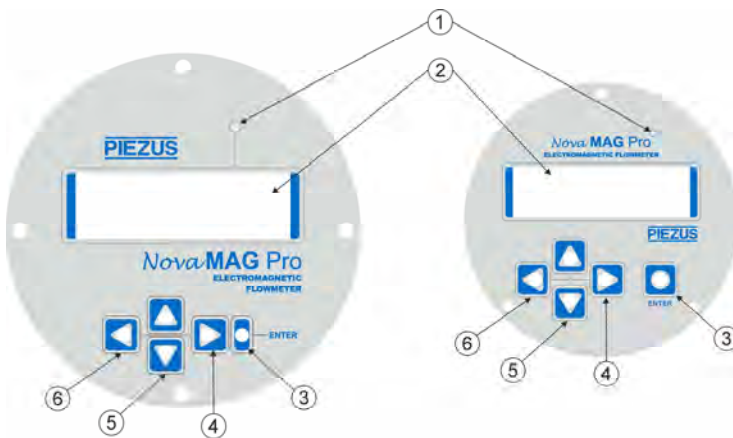 1
2
PIEZUS
Nova MAG Pro
ELECTROMAGNETIC
FLOWMETER
ENTER
6
5
4
3
Nova MAG Pro
ELECTROMAGNETIC FLOWMETER
PIEZUS
ENTER
6
5
4
3